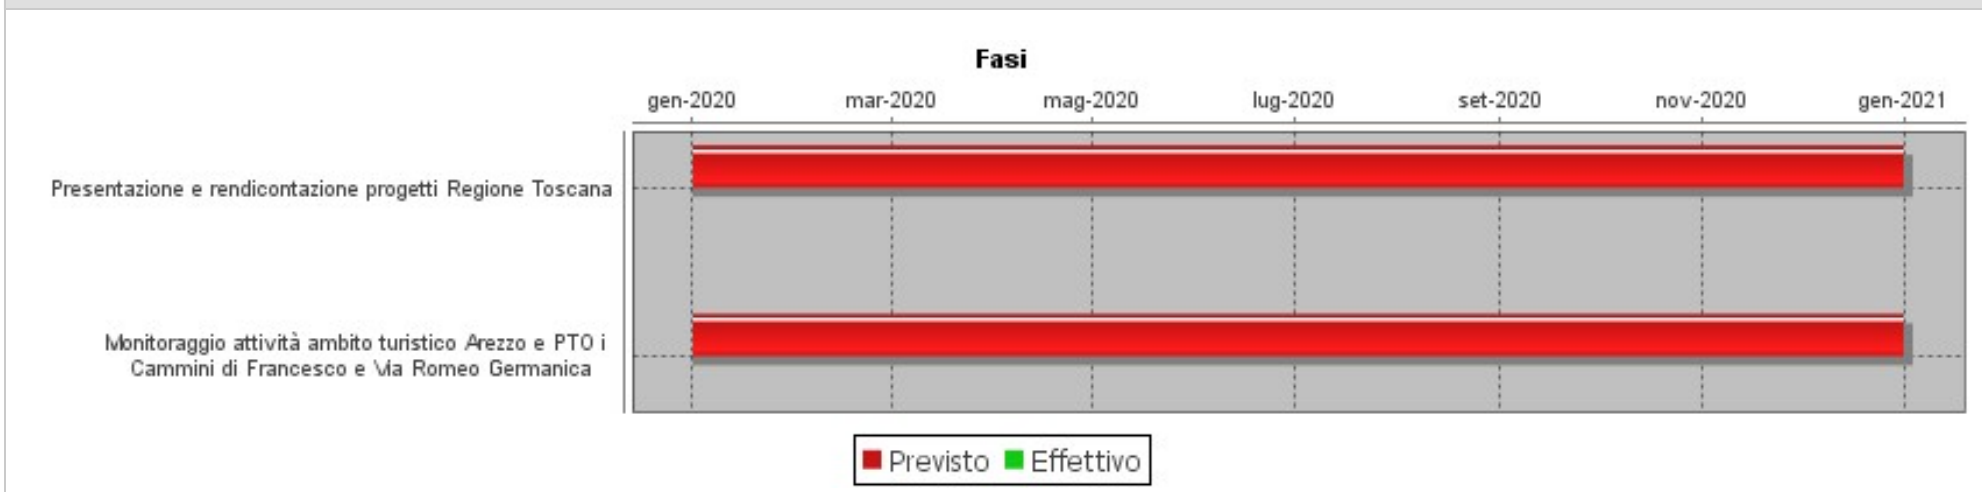 Fasi
gen-2020 mar-2020 mag-2020 lug-2020 set-2020 nov-2020 gen-2021
Presentazione e rendicontazione progetti Regione Toscana
Monitoraggio attività ambito turistico Arezzo e PTO i
Cammini di Francesco e Via Romeo Germanica
Previsto Effettivo